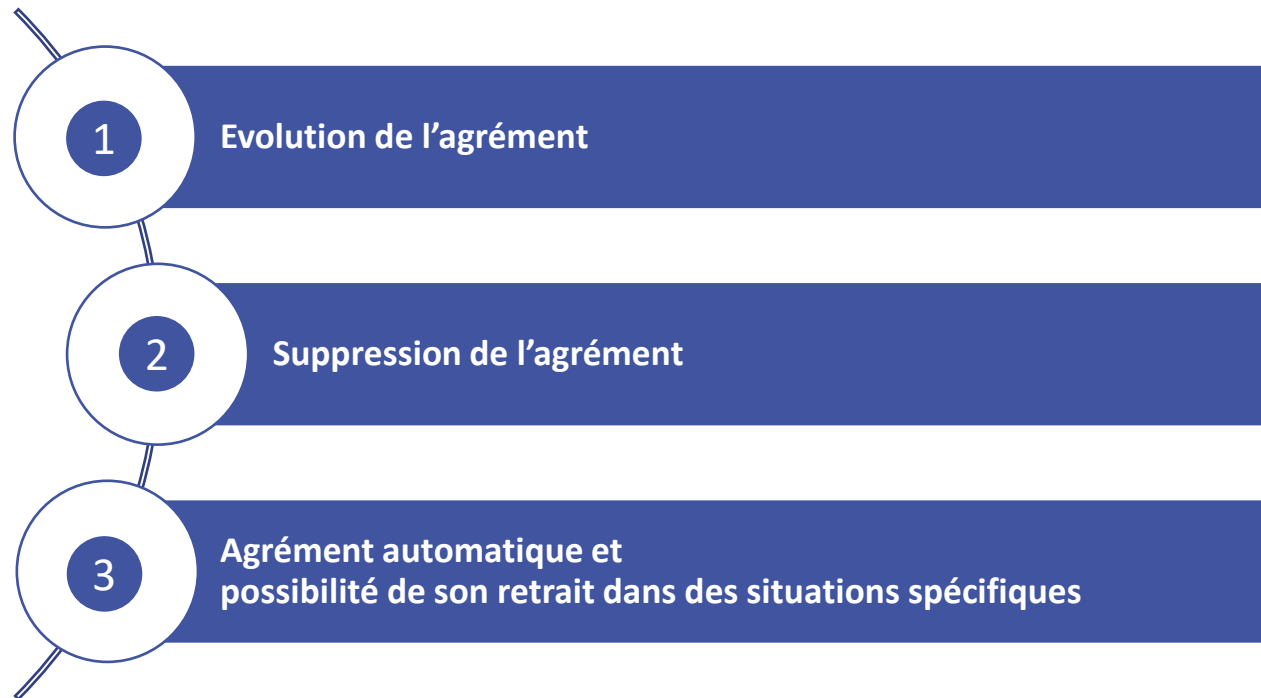 1
Evolution de l’agrément
2
Suppression de l’agrément
3
Agrément automatique et
possibilité de son retrait dans des situations spécifiques